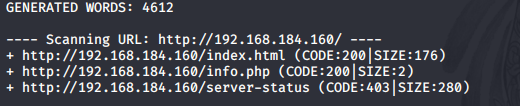 GENERATED WORDS: 4612
---- Scanning URL: http://192.168.184.160/ ----
+ http://192.168.184.160/index.html (CODE:200|SIZE:176)
+ http://192.168.184.160/info.php (CODE:200|SIZE:2)
+ http://192.168.184.160/server-status (CODE:403|SIZE:280)